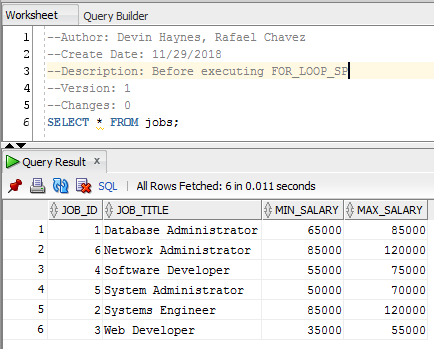 Worksheet Query Builder
1 --Author: Devin Haynes, Rafael Chavez
2 --Create Date: 11/29/2018
3 --Description: Before executing FOR_LOOP_SP
4 --Version: 1
5 --Changes: 0
6 SELECT * FROM jobs;
Query Result x
SQL | All Rows Fetched: 6 in 0.011 seconds
JOB_ID JOB_TITLE MIN_SALARY MAX_SALARY
1 1 Database Administrator 65000 85000
2 6 Network Administrator 85000 120000
3 4 Software Developer 55000 75000
4 5 System Administrator 50000 70000
5 2 Systems Engineer 85000 120000
6 3 Web Developer 35000 55000